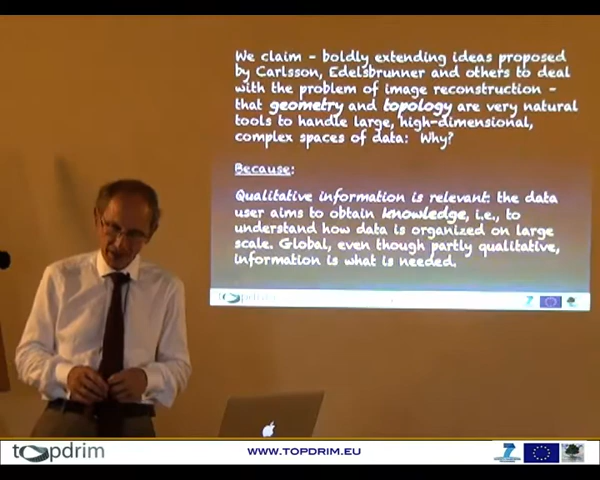 We claim - boldly extending ideas proposed
by Carlsson, Edelsbrunner and others to deal
with the problem of image reconstruction -
that geometry and topology are very natural
tools to handle large, high-dimensional,
complex spaces of data: Why?
Because:
Qualitative information is relevant: the data
user aims to obtain knowledge, i.e., to
understand how data is organized on large
scale. Global, even though partly qualitative,
information is what is needed.
topdrim
topdrim
WWW.TOPDRIM.EU